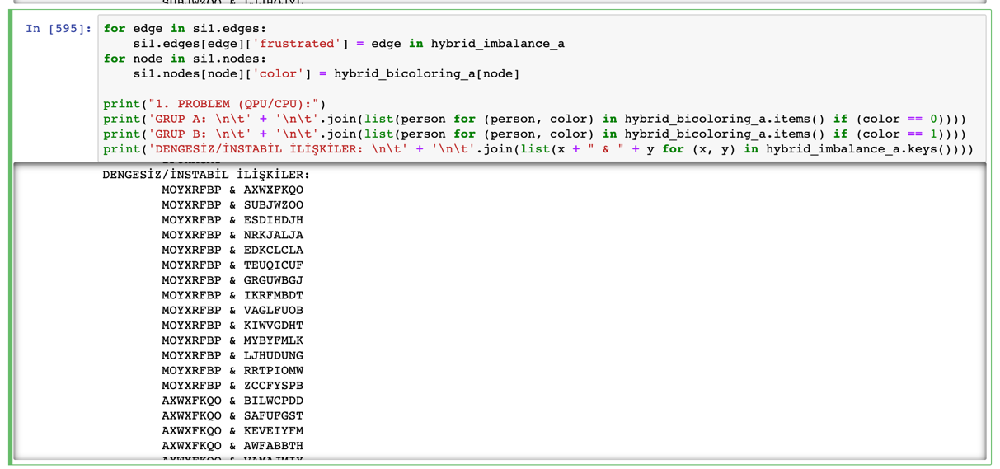 SUBJWZOO & LJJHOJYL
In [595]:
for edge in si1.edges:
    si1.edges[edge]['frustrated'] = edge in hybrid_imbalance_a
for node in si1.nodes:
    si1.nodes[node]['color'] = hybrid_bicoloring_a[node]
print("1. PROBLEM (QPU/CPU):")
print('GRUP A: \n\t' + '\n\t'.join(list(person for (person, color) in hybrid_bicoloring_a.items() if (color == 0))))
print('GRUP B: \n\t' + '\n\t'.join(list(person for (person, color) in hybrid_bicoloring_a.items() if (color == 1))))
print('DENGESİZ/İNSTABİL İLİŞKİLER: \n\t' + '\n\t'.join(list(x + " & " + y for (x, y) in hybrid_imbalance_a.keys())))
DENGESİZ/İNSTABİL İLİŞKİLER:
MOYXRFBP & AXWXFKQO
MOYXRFBP & SUBJWZOO
MOYXRFBP & ESDIHDJH
MOYXRFBP & NRKJALJA
MOYXRFBP & EDKCLCLA
MOYXRFBP & TEUQICUF
MOYXRFBP & GRGUWBGJ
MOYXRFBP & IKRFMBDT
MOYXRFBP & VAGLFUOB
MOYXRFBP & KIWVGDHT
MOYXRFBP & MYBYFMLK
MOYXRFBP & LJHUDUNG
MOYXRFBP & RRTPIOMW
MOYXRFBP & ZCCFYSPB
AXWXFKQO & BILWCPDD
AXWXFKQO & SAFUFGST
AXWXFKQO & KEVEIYFM
AXWXFKQO & AWFABBTH